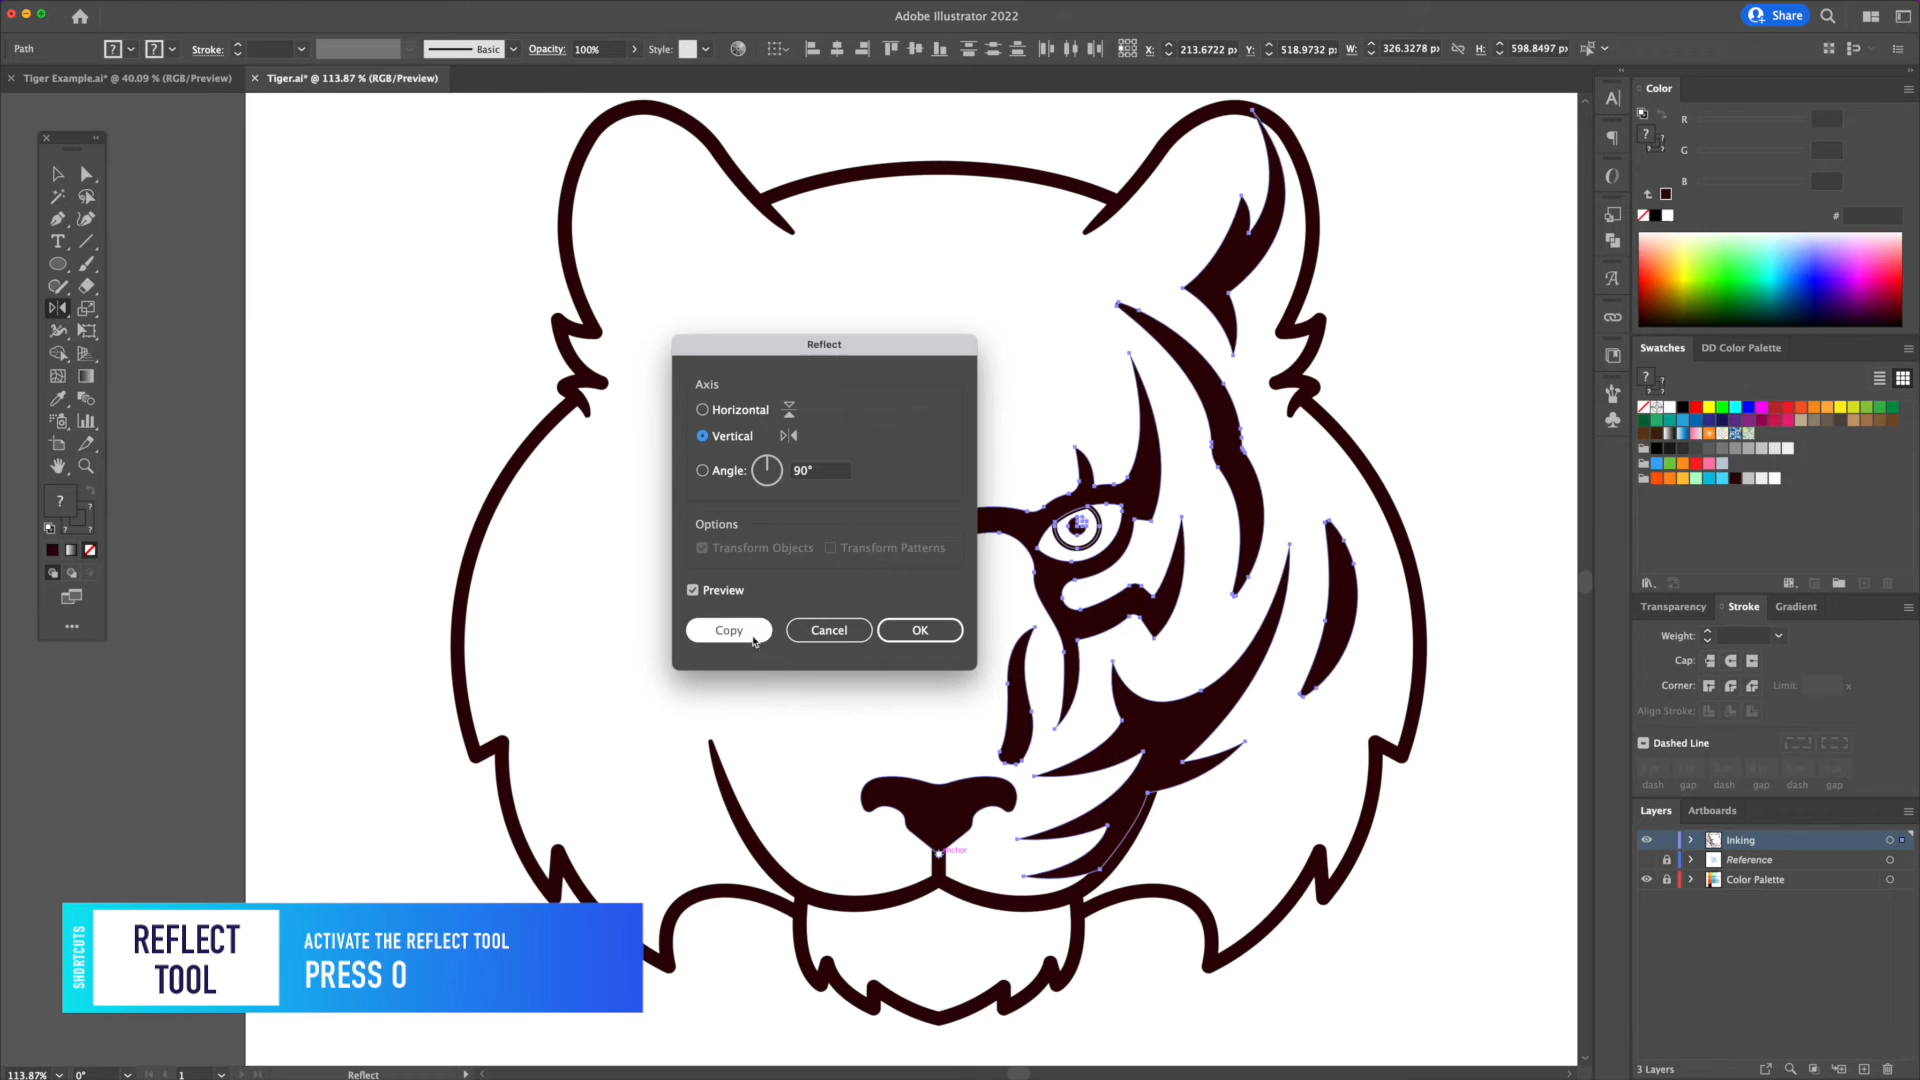 Adobe Illustrator 2022
Share
Path
?
?
Stroke:
Basic
Opacity:
100%
Style:
X:
213.6722 px
Y:
518.9732 px
W:
326.3278 px
H:
598.8497 px
Tiger Example.ai* @ 40.09 % (RGB/Preview)
Tiger.ai* @ 113.87 % (RGB/Preview)
Color
R
G
B
?
#
Swatches
DD Color Palette
?
Transparency
Stroke
Gradient
Weight:
Cap:
Corner:
Limit:
x
Align Stroke:
Dashed Line
dash
gap
dash
gap
dash
gap
Layers
Artboards
Inking
Reference
Color Palette
3 Layers
Reflect
Axis
Horizontal
Vertical
Angle:
90°
Options
Transform Objects
Transform Patterns
Preview
Copy
Cancel
OK
anchor
?
SHORTCUTS
REFLECT
TOOL
ACTIVATE THE REFLECT TOOL
PRESS O
113.87%
0°
1
Reflect